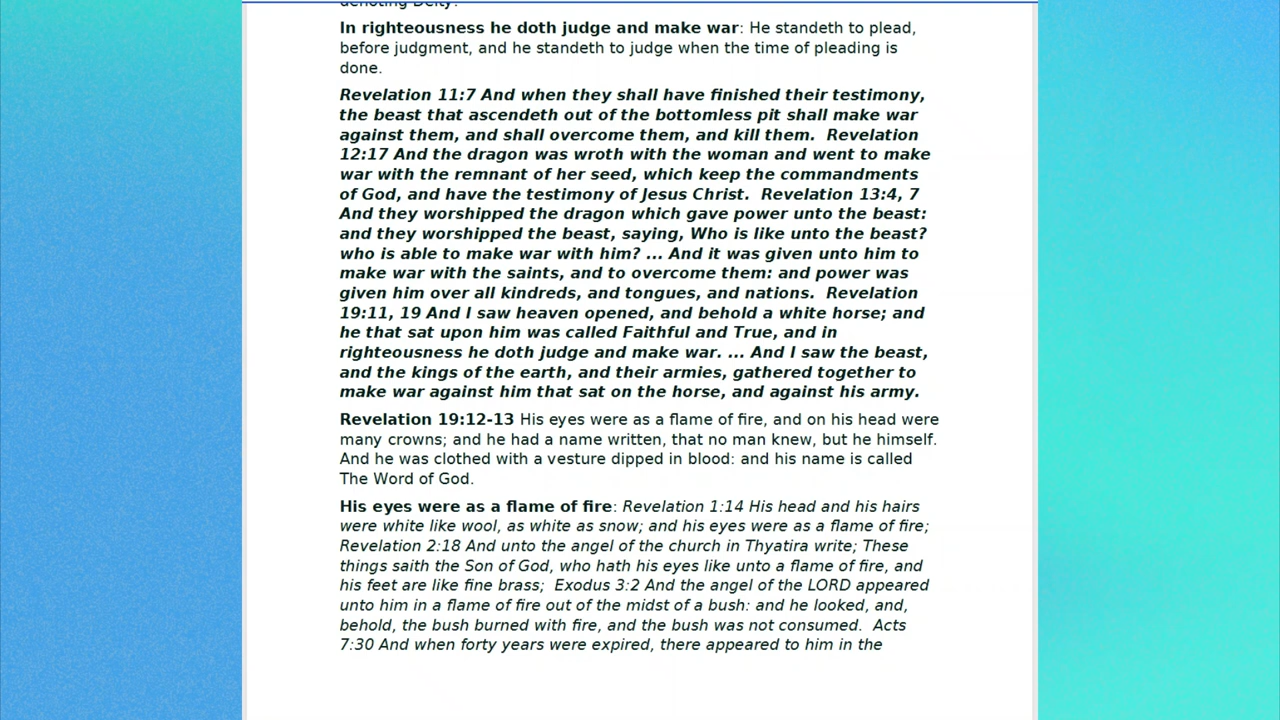 denoting Deity.
In righteousness he doth judge and make war: He standeth to plead,
before judgment, and he standeth to judge when the time of pleading is
done.
Revelation 11:7 And when they shall have finished their testimony,
the beast that ascendeth out of the bottomless pit shall make war
against them, and shall overcome them, and kill them.  Revelation
12:17 And the dragon was wroth with the woman and went to make
war with the remnant of her seed, which keep the commandments
of God, and have the testimony of Jesus Christ.  Revelation 13:4, 7
And they worshipped the dragon which gave power unto the beast:
and they worshipped the beast, saying, Who is like unto the beast?
who is able to make war with him? ... And it was given unto him to
make war with the saints, and to overcome them: and power was
given him over all kindreds, and tongues, and nations.  Revelation
19:11, 19 And I saw heaven opened, and behold a white horse; and
he that sat upon him was called Faithful and True, and in
righteousness he doth judge and make war. ... And I saw the beast,
and the kings of the earth, and their armies, gathered together to
make war against him that sat on the horse, and against his army.
Revelation 19:12-13 His eyes were as a flame of fire, and on his head were
many crowns; and he had a name written, that no man knew, but he himself.
And he was clothed with a vesture dipped in blood: and his name is called
The Word of God.
His eyes were as a flame of fire: Revelation 1:14 His head and his hairs
were white like wool, as white as snow; and his eyes were as a flame of fire;
Revelation 2:18 And unto the angel of the church in Thyatira write; These
things saith the Son of God, who hath his eyes like unto a flame of fire, and
his feet are like fine brass;  Exodus 3:2 And the angel of the LORD appeared
unto him in a flame of fire out of the midst of a bush: and he looked, and,
behold, the bush burned with fire, and the bush was not consumed.  Acts
7:30 And when forty years were expired, there appeared to him in the